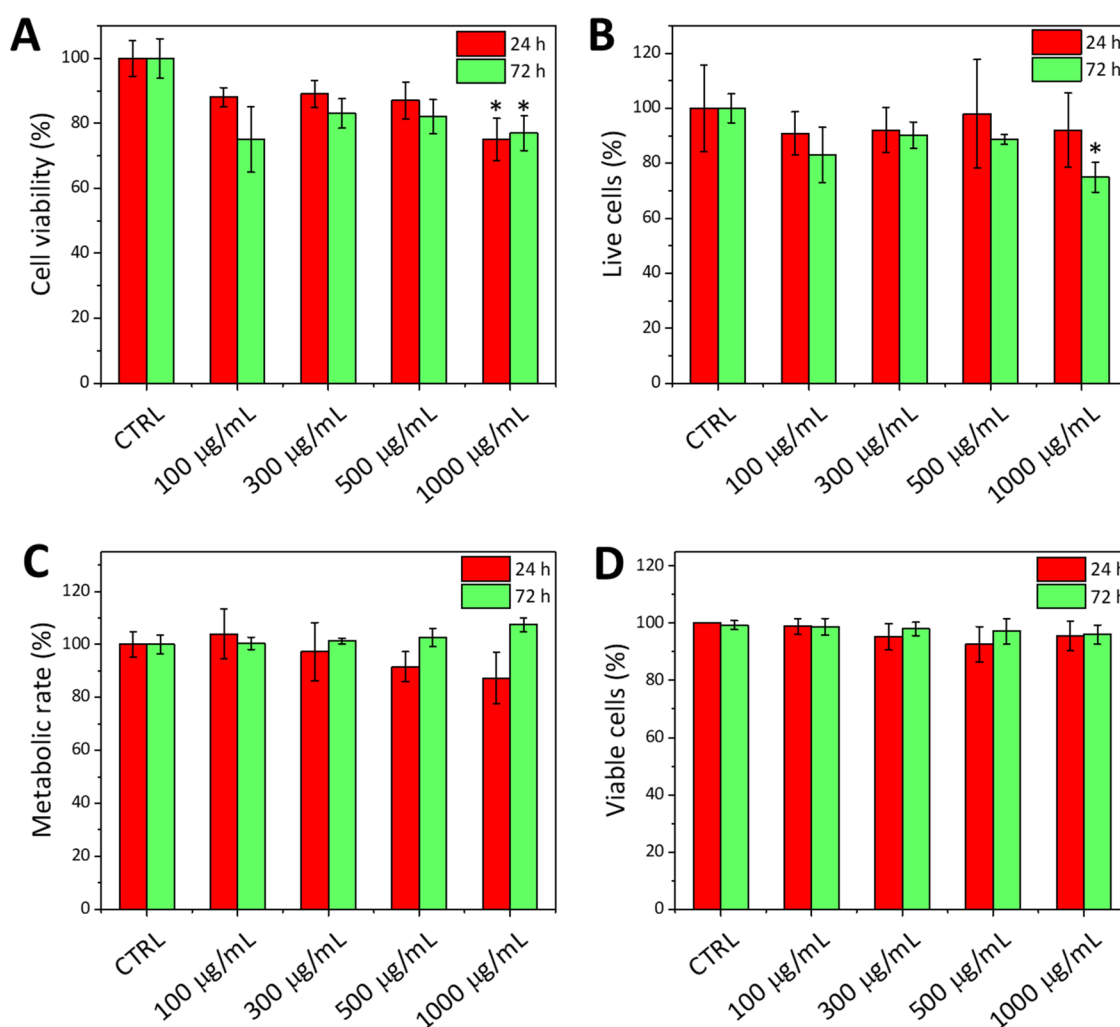 A
Cell viability (%)
100
80
60
40
20
0
24 h
72 h
* *
CTRL
100 µg/mL
300 µg/mL
500 µg/mL
1000 µg/mL
B
Live cells (%)
120
100
80
60
40
20
0
24 h
72 h
*
CTRL
100 µg/mL
300 µg/mL
500 µg/mL
1000 µg/mL
C
Metabolic rate (%)
120
100
80
60
40
20
0
24 h
72 h
CTRL
100 µg/mL
300 µg/mL
500 µg/mL
1000 µg/mL
D
Viable cells (%)
120
100
80
60
40
20
0
24 h
72 h
CTRL
100 µg/mL
300 µg/mL
500 µg/mL
1000 µg/mL